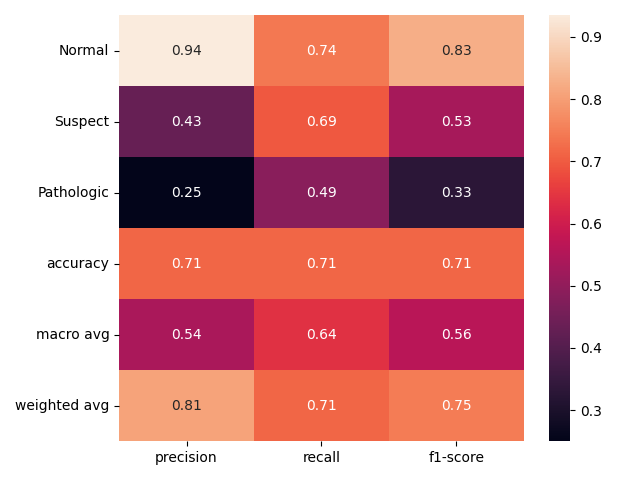 Normal 0.94 0.74 0.83
Suspect 0.43 0.69 0.53
Pathologic 0.25 0.49 0.33
accuracy 0.71 0.71 0.71
macro avg 0.54 0.64 0.56
weighted avg 0.81 0.71 0.75
precision recall f1-score
0.9
0.8
0.7
0.6
0.5
0.4
0.3